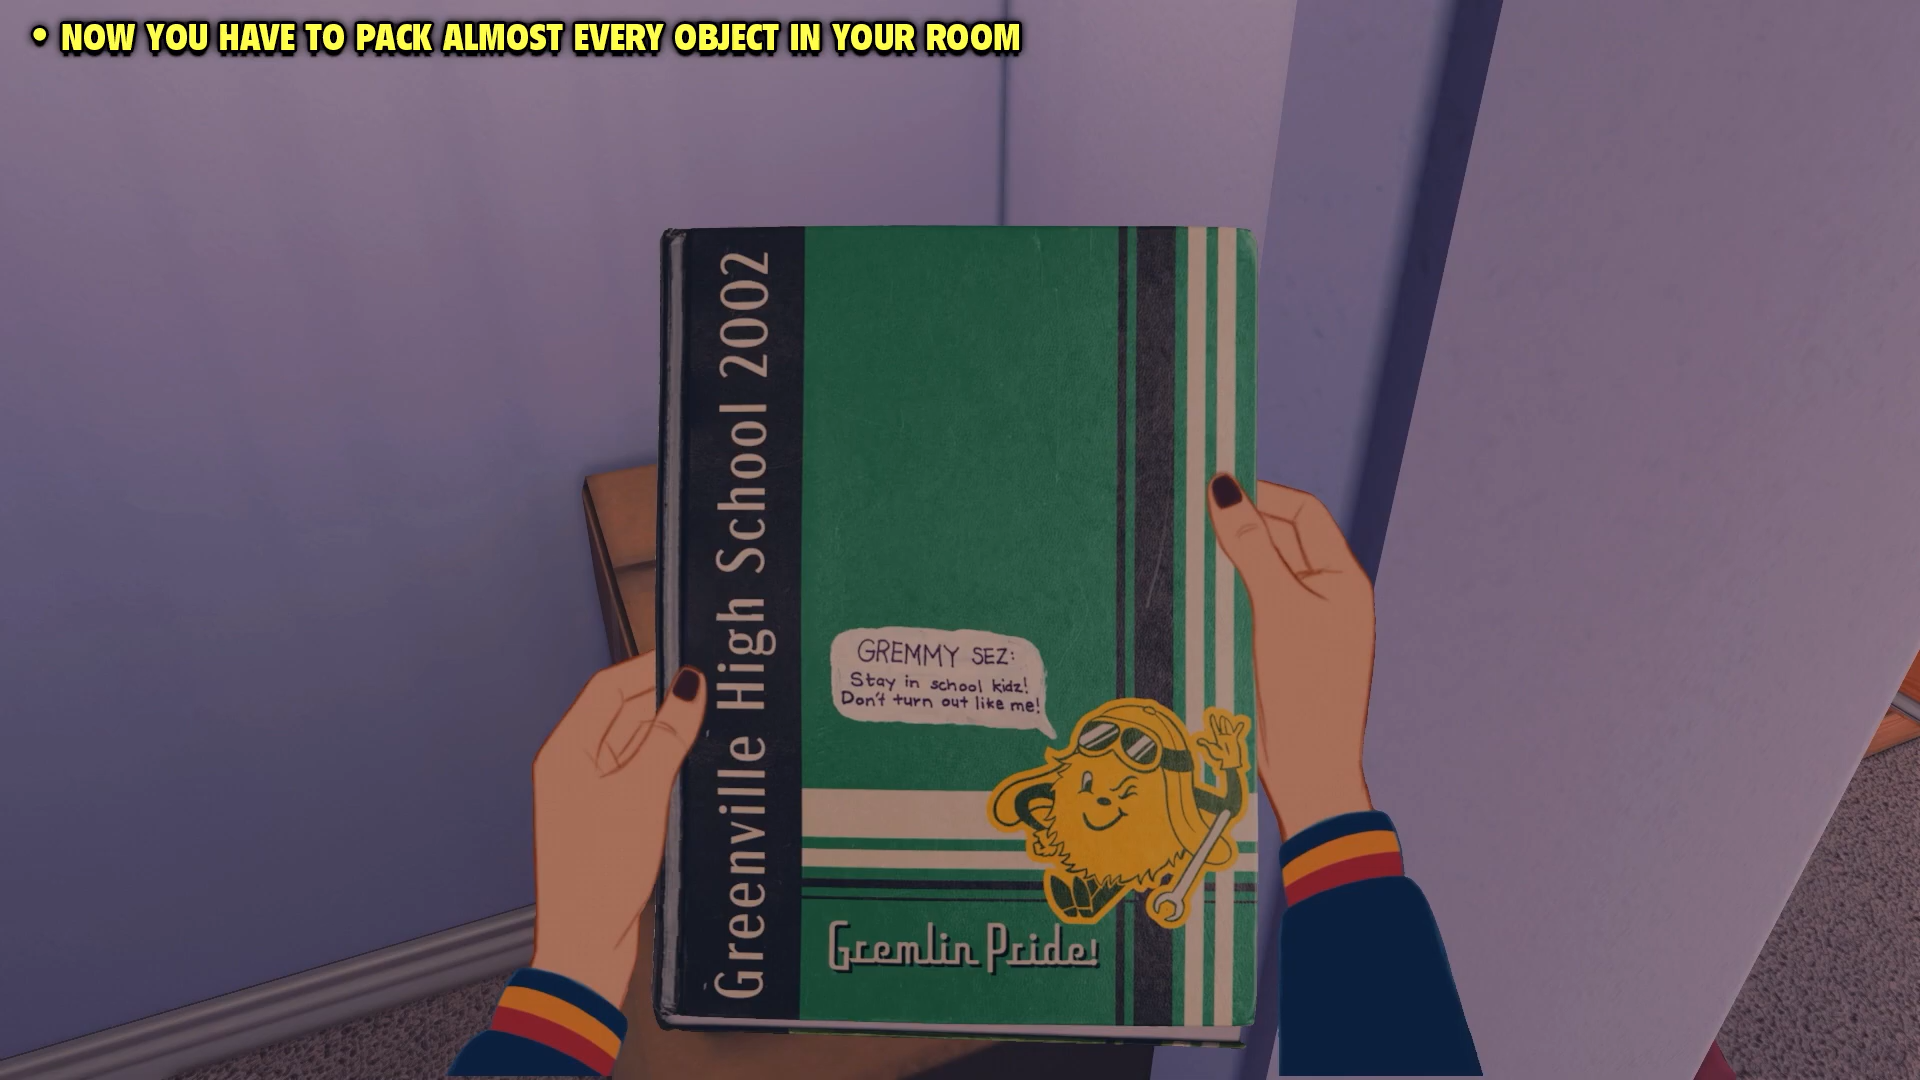 • NOW YOU HAVE TO PACK ALMOST EVERY OBJECT IN YOUR ROOM
Greenville High School 2002
GREMMY SEZ:
Stay in school kidz!
Don't turn out like me!
Gremlin Pride!